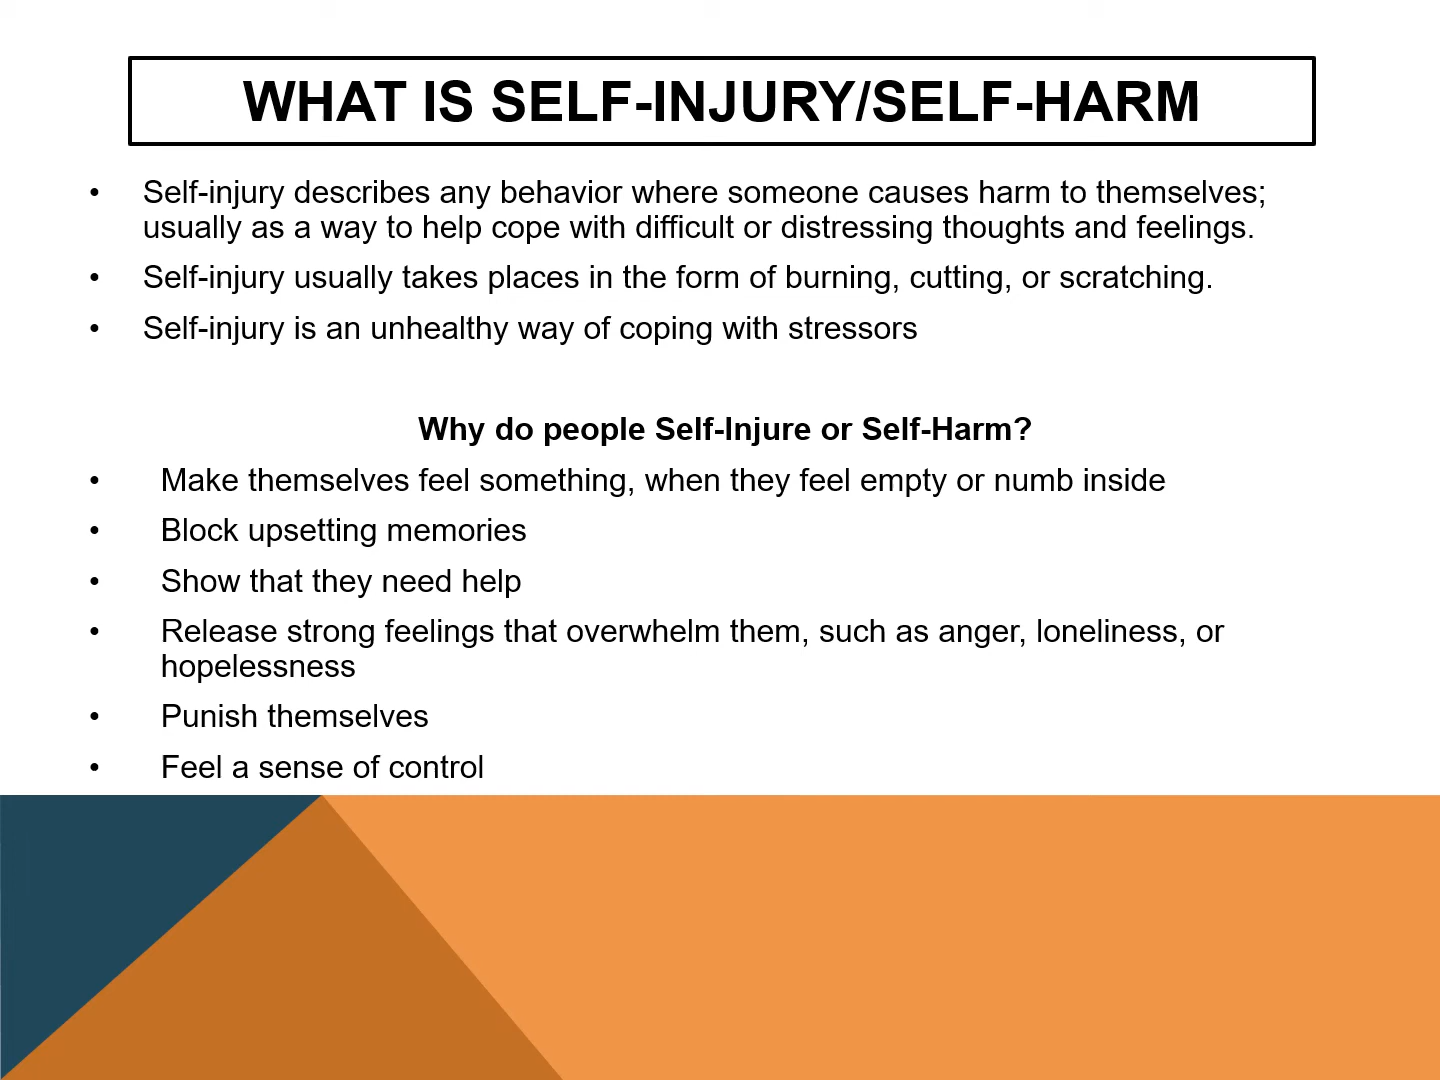 WHAT IS SELF-INJURY/SELF-HARM
• Self-injury describes any behavior where someone causes harm to themselves;
usually as a way to help cope with difficult or distressing thoughts and feelings.
• Self-injury usually takes places in the form of burning, cutting, or scratching.
• Self-injury is an unhealthy way of coping with stressors
Why do people Self-Injure or Self-Harm?
• Make themselves feel something, when they feel empty or numb inside
• Block upsetting memories
• Show that they need help
• Release strong feelings that overwhelm them, such as anger, loneliness, or
hopelessness
• Punish themselves
• Feel a sense of control